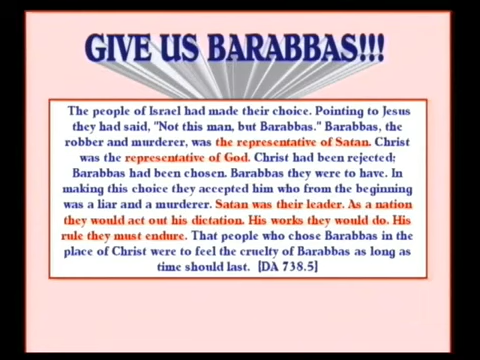 GIVE US BARABBAS!!!
The people of Israel had made their choice. Pointing to Jesus
they had said, "Not this man, but Barabbas." Barabbas, the
robber and murderer, was the representative of Satan. Christ
was the representative of God. Christ had been rejected;
Barabbas had been chosen. Barabbas they were to have. In
making this choice they accepted him who from the beginning
was a liar and a murderer. Satan was their leader. As a nation
they would act out his dictation. His works they would do. His
rule they must endure. That people who chose Barabbas in the
place of Christ were to feel the cruelty of Barabbas as long as
time should last. [DA 738.5]